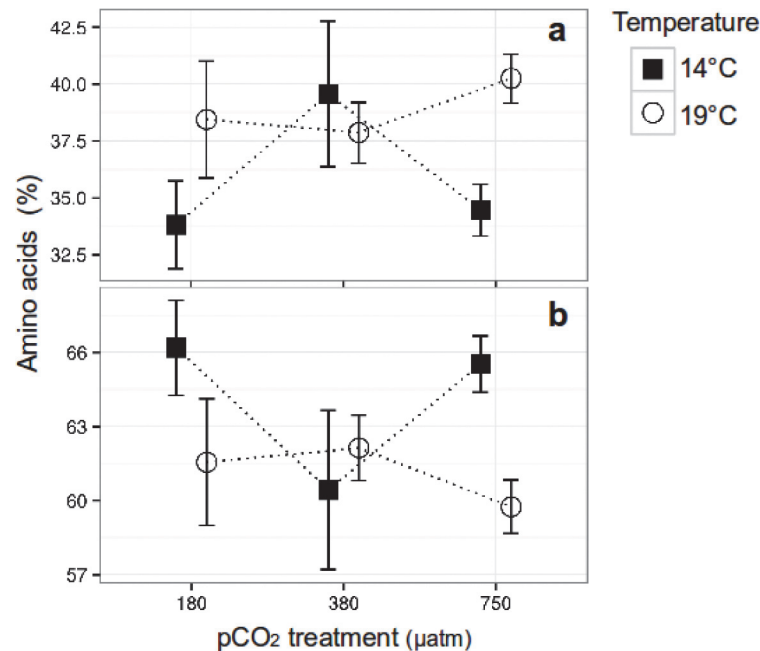 Temperature
14°C
19°C
a
42.5
40.0
37.5
35.0
32.5
Amino acids (%)
b
66
63
60
57
180 380 750
pCO₂ treatment (µatm)